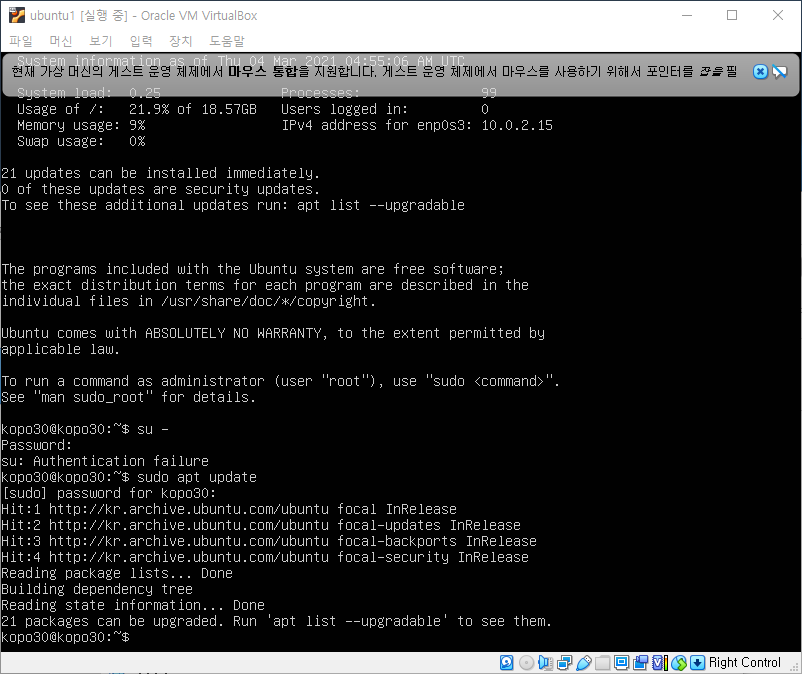 ubuntu1 [실행 중] - Oracle VM VirtualBox
파일 머신 보기 입력 장치 도움말
System information as of Thu 04 Mar 2021 04:55:06 AM UTC
현재 가상 머신의 게스트 운영 체제에서 마우스 통합을 지원합니다. 게스트 운영 체제에서 마우스를 사용하기 위해서 포인터를 잡을 필
System load: 0.25 Processes: 99
Usage of /: 21.9% of 18.57GB Users logged in: 0
Memory usage: 9% IPv4 address for enp0s3: 10.0.2.15
Swap usage: 0%
21 updates can be installed immediately.
0 of these updates are security updates.
To see these additional updates run: apt list --upgradable
The programs included with the Ubuntu system are free software;
the exact distribution terms for each program are described in the
individual files in /usr/share/doc/*/copyright.
Ubuntu comes with ABSOLUTELY NO WARRANTY, to the extent permitted by
applicable law.
To run a command as administrator (user "root"), use "sudo <command>".
See "man sudo_root" for details.
kopo30@kopo30:~$ su -
Password:
su: Authentication failure
kopo30@kopo30:~$ sudo apt update
[sudo] password for kopo30:
Hit:1 http://kr.archive.ubuntu.com/ubuntu focal InRelease
Hit:2 http://kr.archive.ubuntu.com/ubuntu focal-updates InRelease
Hit:3 http://kr.archive.ubuntu.com/ubuntu focal-backports InRelease
Hit:4 http://kr.archive.ubuntu.com/ubuntu focal-security InRelease
Reading package lists... Done
Building dependency tree
Reading state information... Done
21 packages can be upgraded. Run 'apt list --upgradable' to see them.
kopo30@kopo30:~$
Right Control